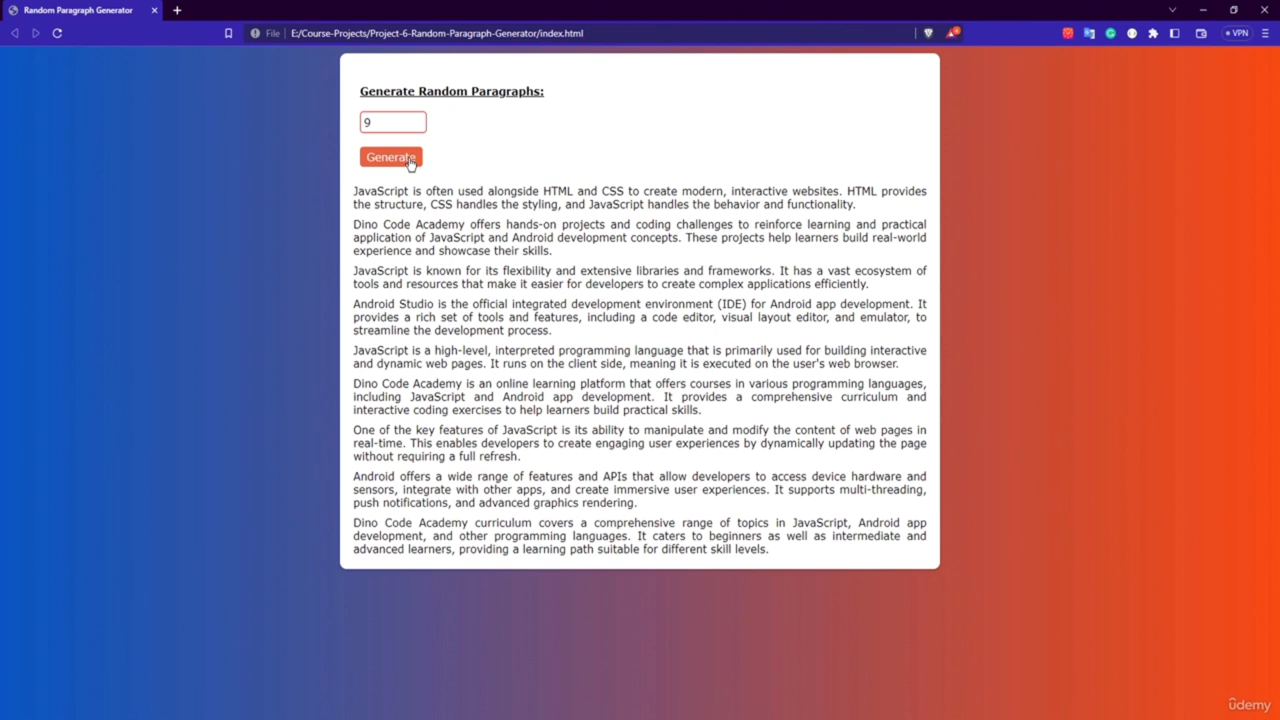 Random Paragraph Generator
File E:/Course-Projects/Project-6-Random-Paragraph-Generator/index.html
VPN
Generate Random Paragraphs:
9
Generate
JavaScript is often used alongside HTML and CSS to create modern, interactive websites. HTML provides
the structure, CSS handles the styling, and JavaScript handles the behavior and functionality.
Dino Code Academy offers hands-on projects and coding challenges to reinforce learning and practical
application of JavaScript and Android development concepts. These projects help learners build real-world
experience and showcase their skills.
JavaScript is known for its flexibility and extensive libraries and frameworks. It has a vast ecosystem of
tools and resources that make it easier for developers to create complex applications efficiently.
Android Studio is the official integrated development environment (IDE) for Android app development. It
provides a rich set of tools and features, including a code editor, visual layout editor, and emulator, to
streamline the development process.
JavaScript is a high-level, interpreted programming language that is primarily used for building interactive
and dynamic web pages. It runs on the client side, meaning it is executed on the user's web browser.
Dino Code Academy is an online learning platform that offers courses in various programming languages,
including JavaScript and Android app development. It provides a comprehensive curriculum and
interactive coding exercises to help learners build practical skills.
One of the key features of JavaScript is its ability to manipulate and modify the content of web pages in
real-time. This enables developers to create engaging user experiences by dynamically updating the page
without requiring a full refresh.
Android offers a wide range of features and APIs that allow developers to access device hardware and
sensors, integrate with other apps, and create immersive user experiences. It supports multi-threading,
push notifications, and advanced graphics rendering.
Dino Code Academy curriculum covers a comprehensive range of topics in JavaScript, Android app
development, and other programming languages. It caters to beginners as well as intermediate and
advanced learners, providing a learning path suitable for different skill levels.
udemy